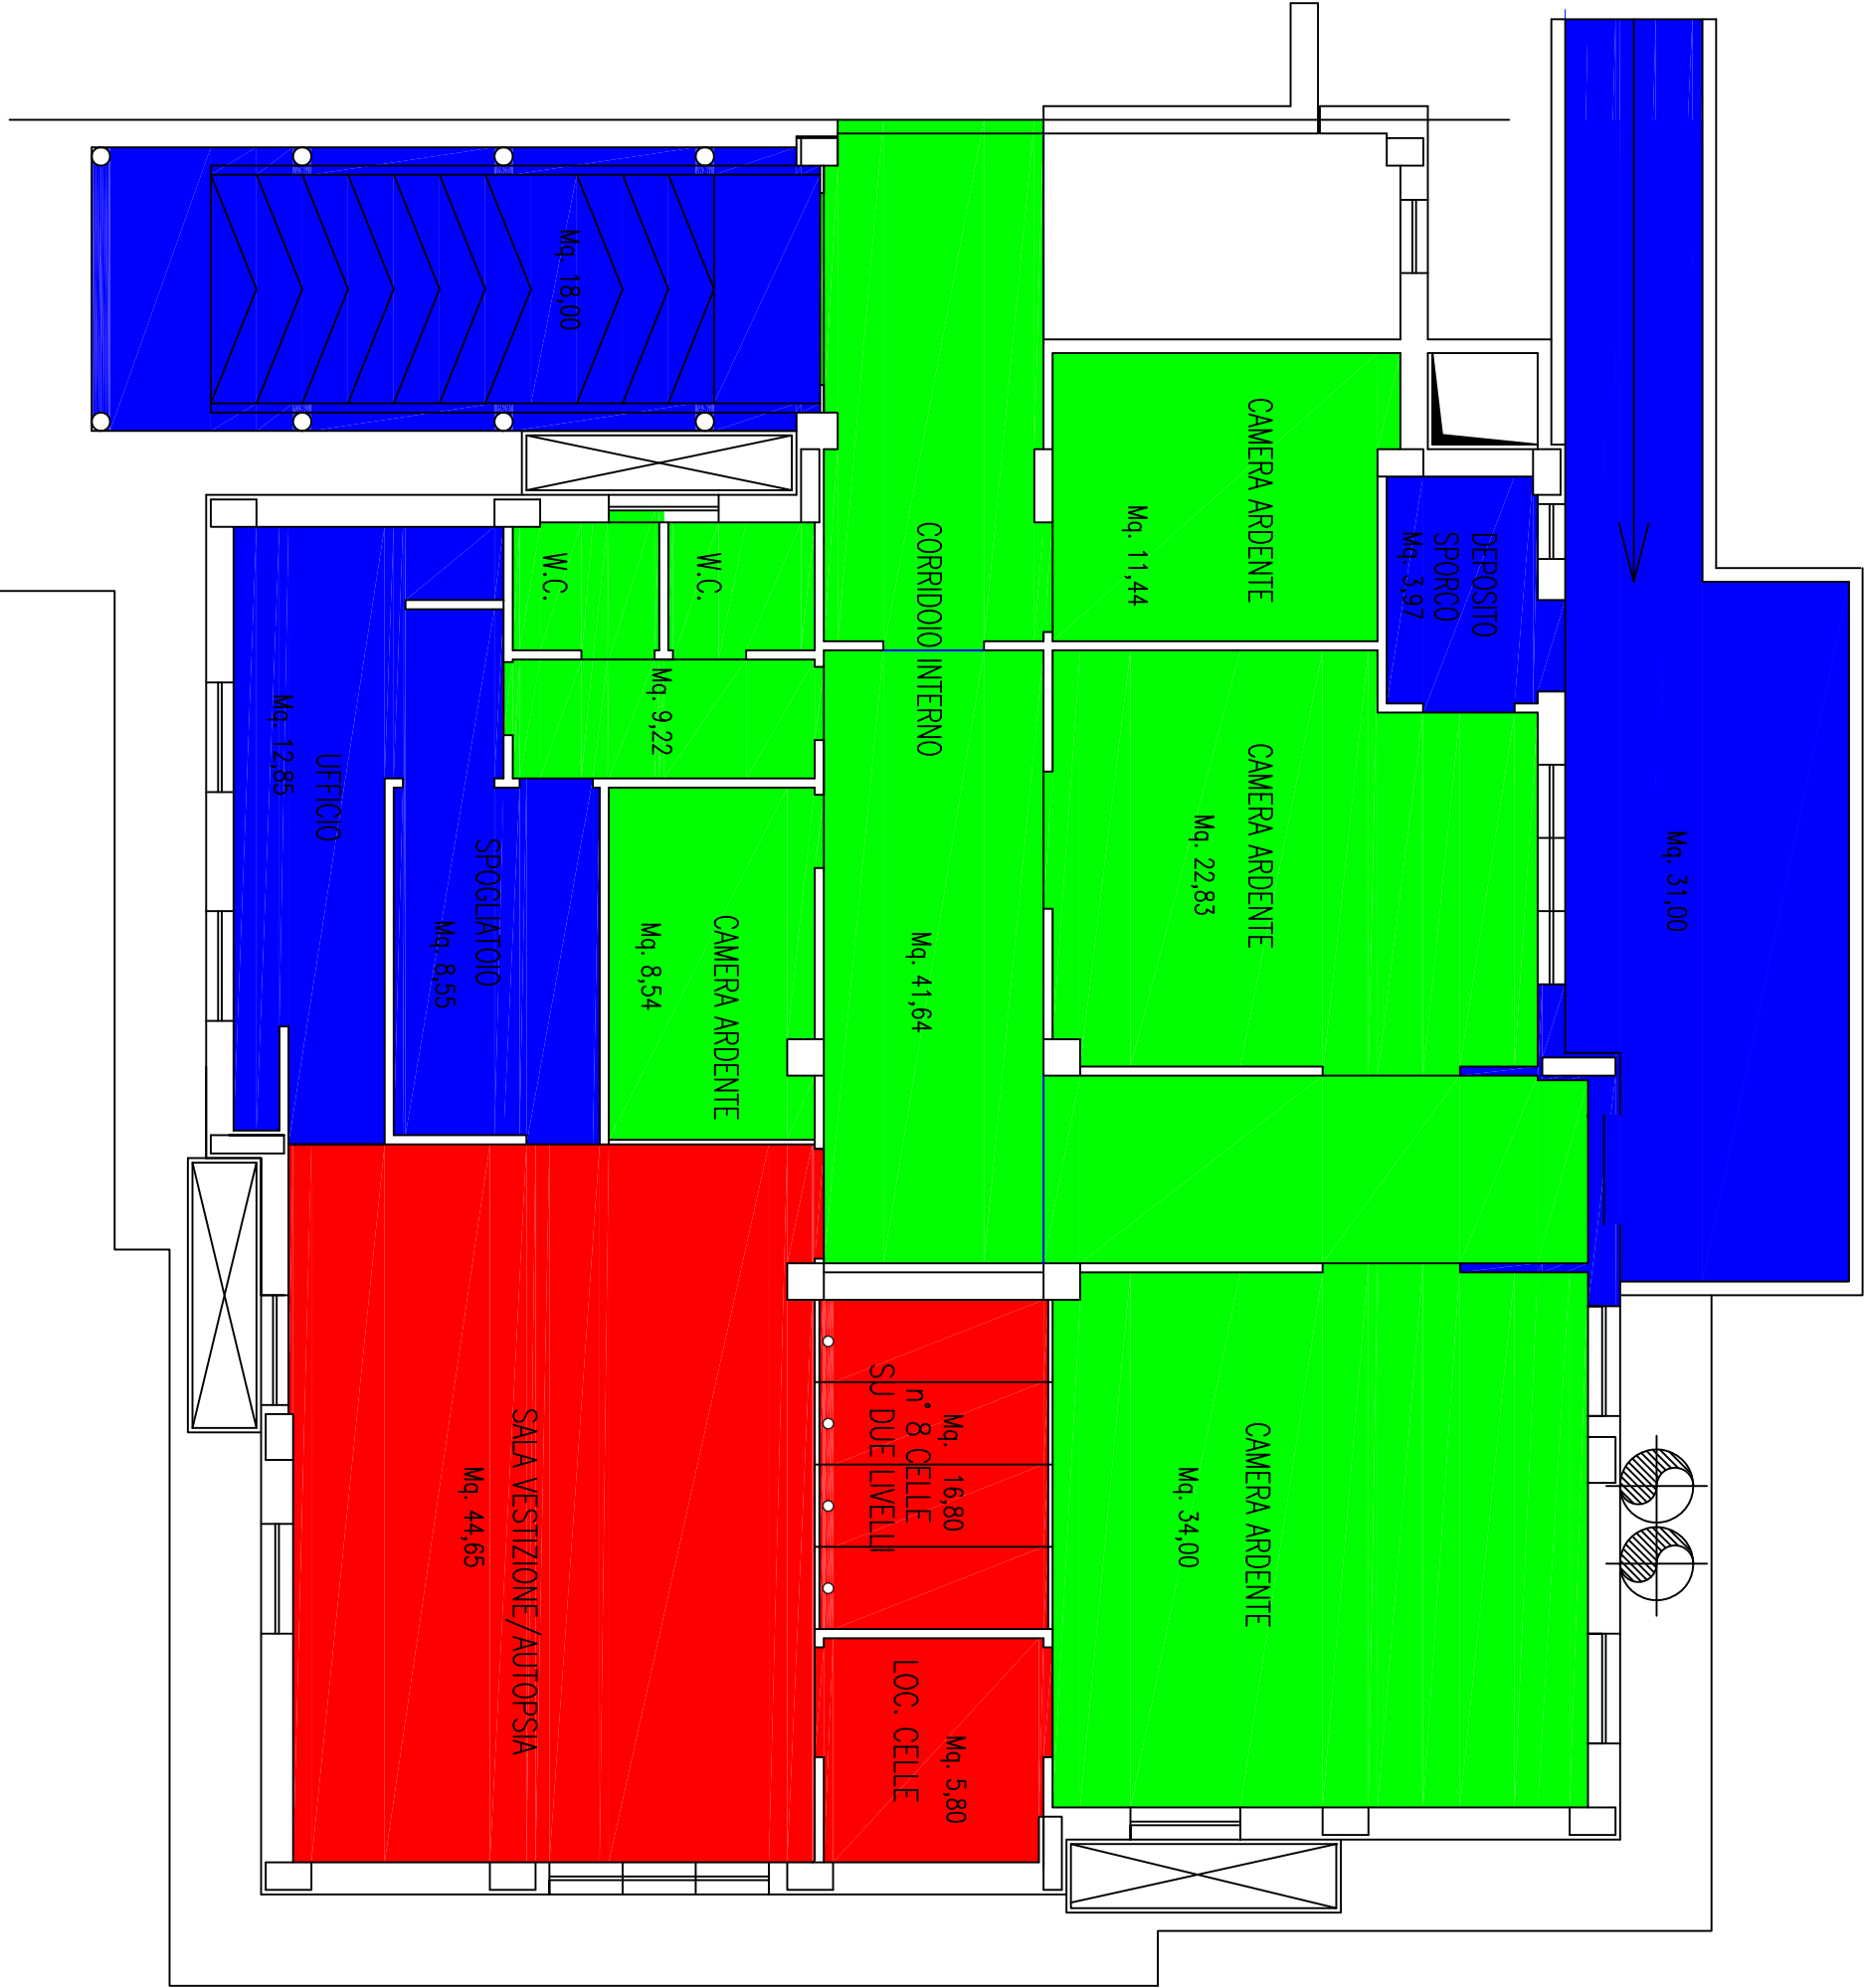 Mq. 31,00
DEPOSITO
SPORCO
Mq. 3,97
CAMERA ARDENTE
Mq. 11,44
CAMERA ARDENTE
Mq. 22,83
CAMERA ARDENTE
Mq. 34,00
CORRIDOIO INTERNO
Mq. 41,64
Mq. 16,80
n° 8 CELLE
SU DUE LIVELLI
Mq. 5,80
LOC. CELLE
Mq. 18,00
W.C.
W.C.
Mq. 9,22
CAMERA ARDENTE
Mq. 8,54
SPOGLIATOIO
Mq. 8,55
UFFICIO
Mq. 12,85
SALA VESTIZIONE/AUTOPSIA
Mq. 44,65